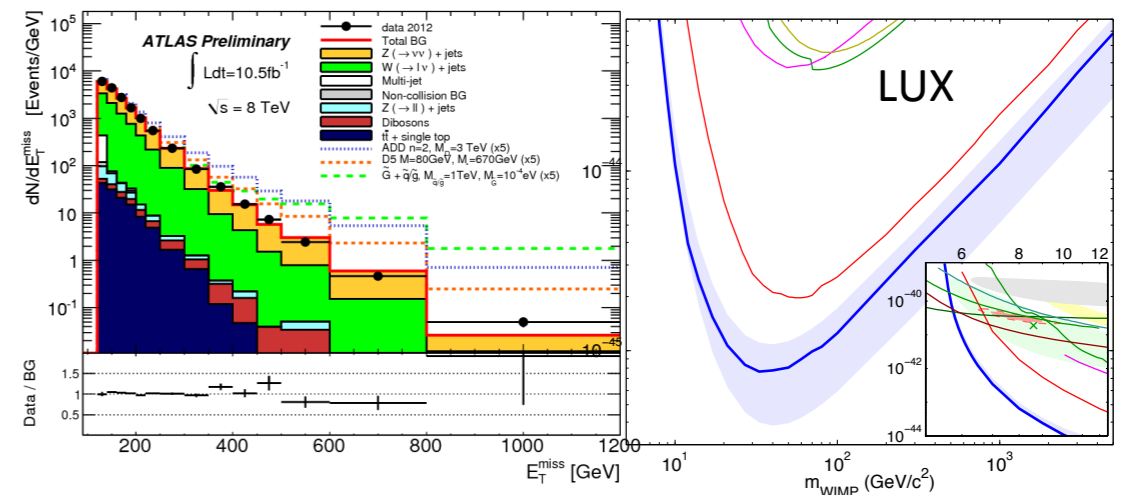 ATLAS Preliminary
∫ Ldt=10.5fb⁻¹
√s = 8 TeV
data 2012
Total BG
Z (→νν) + jets
W (→lν) + jets
Multi-jet
Non-collision BG
Z (→ll) + jets
Dibosons
tt̄ + single top
ADD n=2, M_D=3 TeV (x5)
D5 M=80GeV, M_*=670GeV (x5)
G̃ + q̃/g̃, M_q̃/g̃=1TeV, M_G̃=10⁻⁴eV (x5)
dN/dE_T^miss [Events/GeV]
10⁵
10⁴
10³
10²
10
1
10⁻¹
Data / BG
1.5
1
0.5
200 400 600 800 1000 1200
E_T^miss [GeV]
LUX
10⁻⁴⁴
10⁻⁴⁵
6 8 10 12
10⁻⁴⁰
10⁻⁴²
10⁻⁴⁴
10¹ 10² 10³
m_WIMP (GeV/c²)